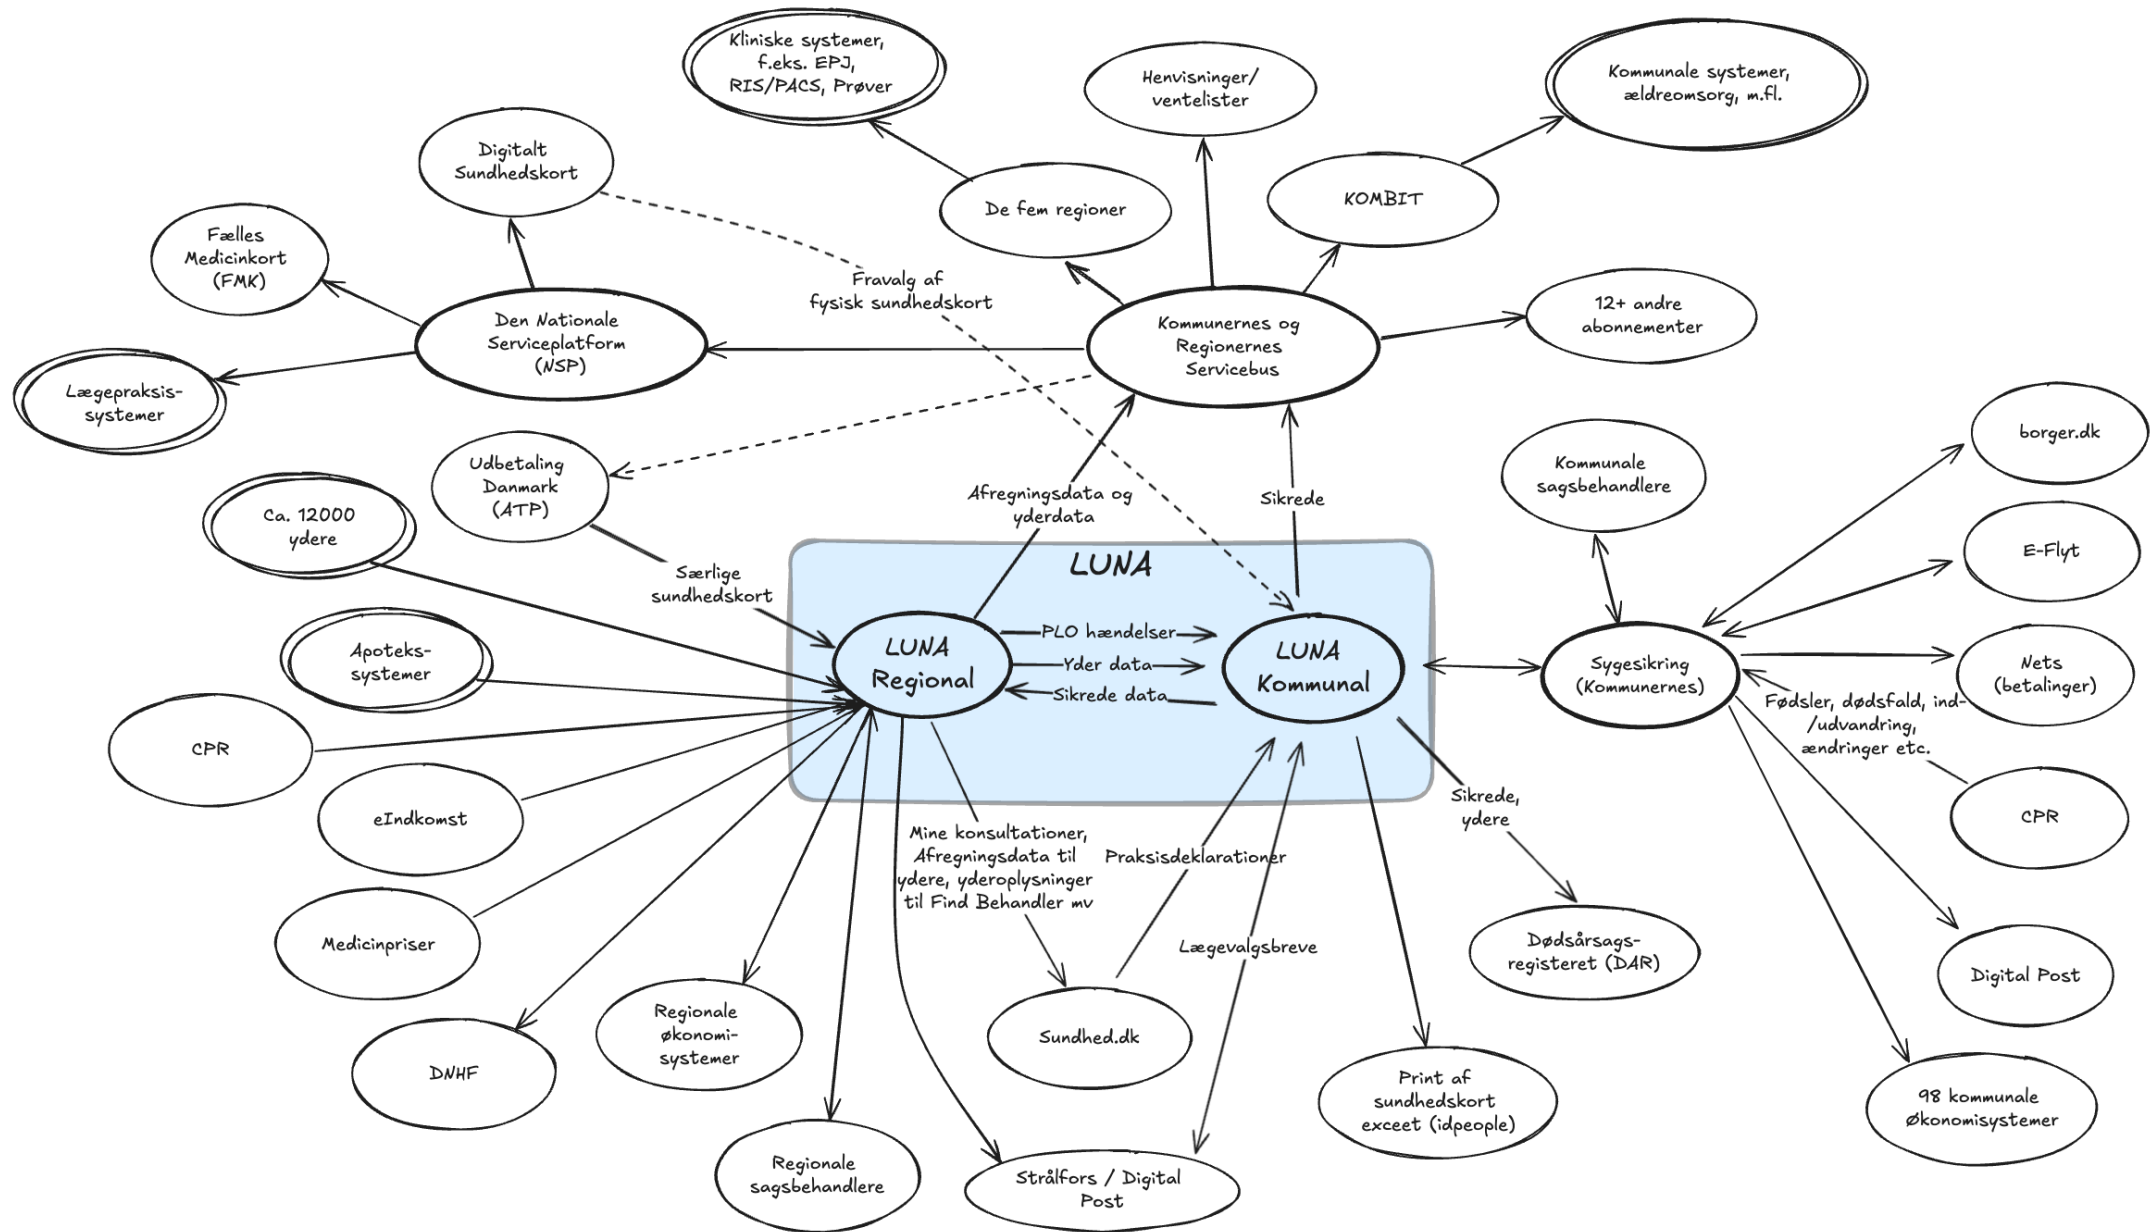 Kliniske systemer,
f.eks. EPJ,
RIS/PACS, Prøver
Henvisninger/
ventelister
Kommunale systemer,
ældreomsorg, m.fl.
Digitalt
Sundhedskort
De fem regioner
KOMBIT
Fælles
Medicinkort
(FMK)
Fravalg af
fysisk sundhedskort
Den Nationale
Serviceplatform
(NSP)
Kommunernes og
Regionernes
Servicebus
12+ andre
abonnementer
Lægepraksis-
systemer
Udbetaling
Danmark
(ATP)
Afregningsdata og
yderdata
Sikrede
Kommunale
sagsbehandlere
borger.dk
Ca. 12000
ydere
E-Flyt
Særlige
sundhedskort
LUNA
LUNA
Regional
PLO hændelser
Yder data
Sikrede data
LUNA
Kommunal
Sygesikring
(Kommunernes)
Nets
(betalinger)
Apoteks-
systemer
Fødsler, dødsfald, ind-
/udvandring,
ændringer etc.
CPR
eIndkomst
CPR
Sikrede,
ydere
Mine konsultationer,
Afregningsdata til
ydere, yderoplysninger
til Find Behandler mv
Praksisdeklarationer
Medicinpriser
Lægevalgsbreve
Dødsårsags-
registeret (DAR)
Digital Post
DNHF
Regionale
økonomi-
systemer
Sundhed.dk
Print af
sundhedskort
exceet (idpeople)
98 kommunale
Økonomisystemer
Regionale
sagsbehandlere
Strålfors / Digital
Post